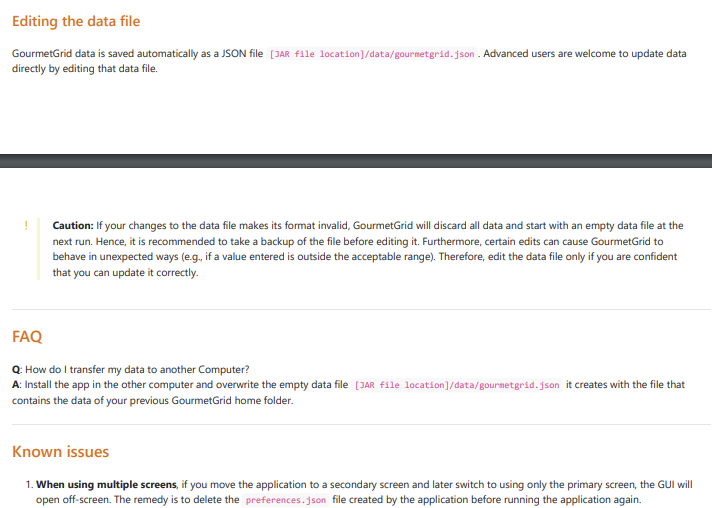 Editing the data file
GourmetGrid data is saved automatically as a JSON file [JAR file location]/data/gourmetgrid.json . Advanced users are welcome to update data
directly by editing that data file.
! Caution: If your changes to the data file makes its format invalid, GourmetGrid will discard all data and start with an empty data file at the
next run. Hence, it is recommended to take a backup of the file before editing it. Furthermore, certain edits can cause GourmetGrid to
behave in unexpected ways (e.g., if a value entered is outside the acceptable range). Therefore, edit the data file only if you are confident
that you can update it correctly.
FAQ
Q: How do I transfer my data to another Computer?
A: Install the app in the other computer and overwrite the empty data file [JAR file location]/data/gourmetgrid.json it creates with the file that
contains the data of your previous GourmetGrid home folder.
Known issues
1. When using multiple screens, if you move the application to a secondary screen and later switch to using only the primary screen, the GUI will
open off-screen. The remedy is to delete the preferences.json file created by the application before running the application again.